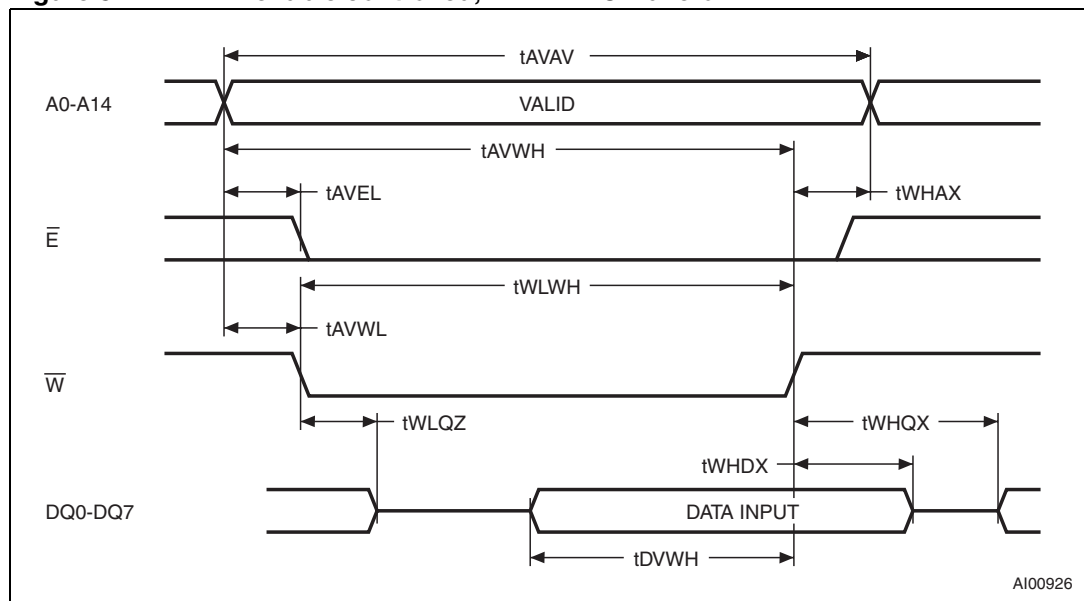 tAVAV
A0-A14
VALID
tAVWH
tAVEL
tWHAX
E
tWLWH
tAVWL
W
tWLQZ
tWHQX
tWHDX
DQ0-DQ7
DATA INPUT
tDVWH
AI00926